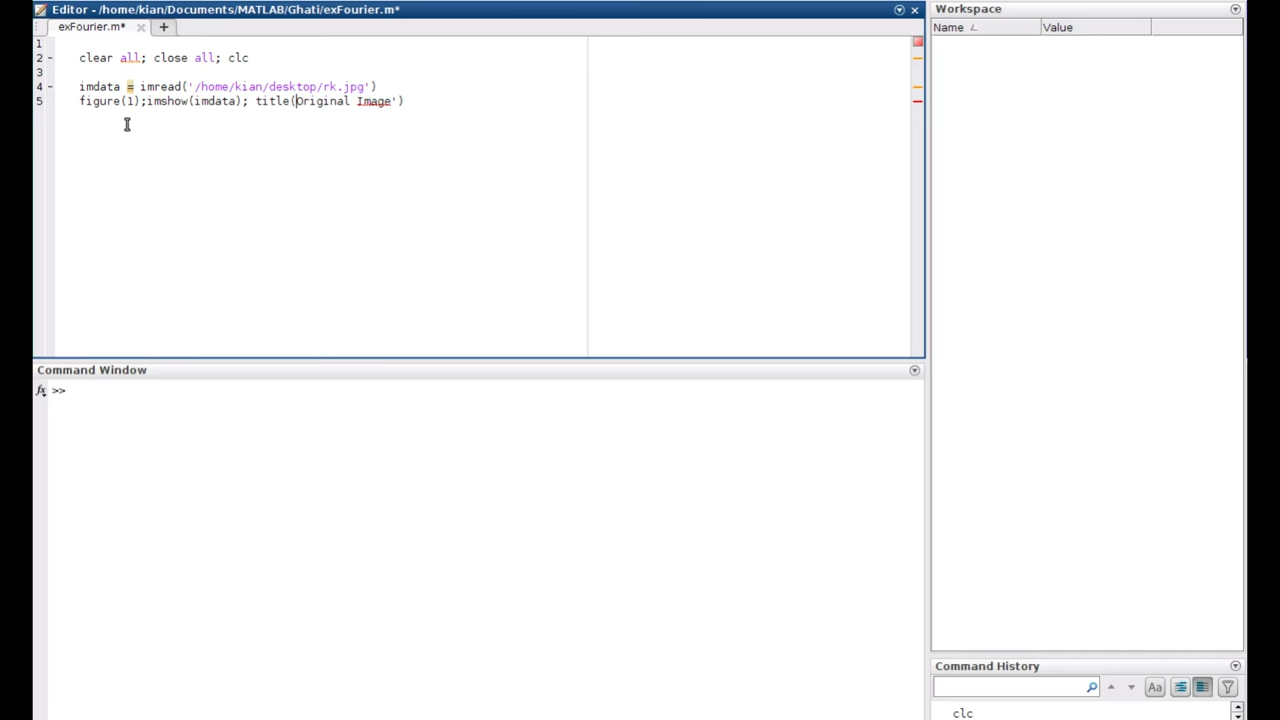 Editor - /home/kian/Documents/MATLAB/Ghati/exFourier.m*
exFourier.m*
1
2 - clear all; close all; clc
3
4 - imdata = imread('/home/kian/desktop/rk.jpg')
5 figure(1);imshow(imdata); title(Original Image')
Command Window
fx >>
Workspace
Name Value
Command History
Aa
clc